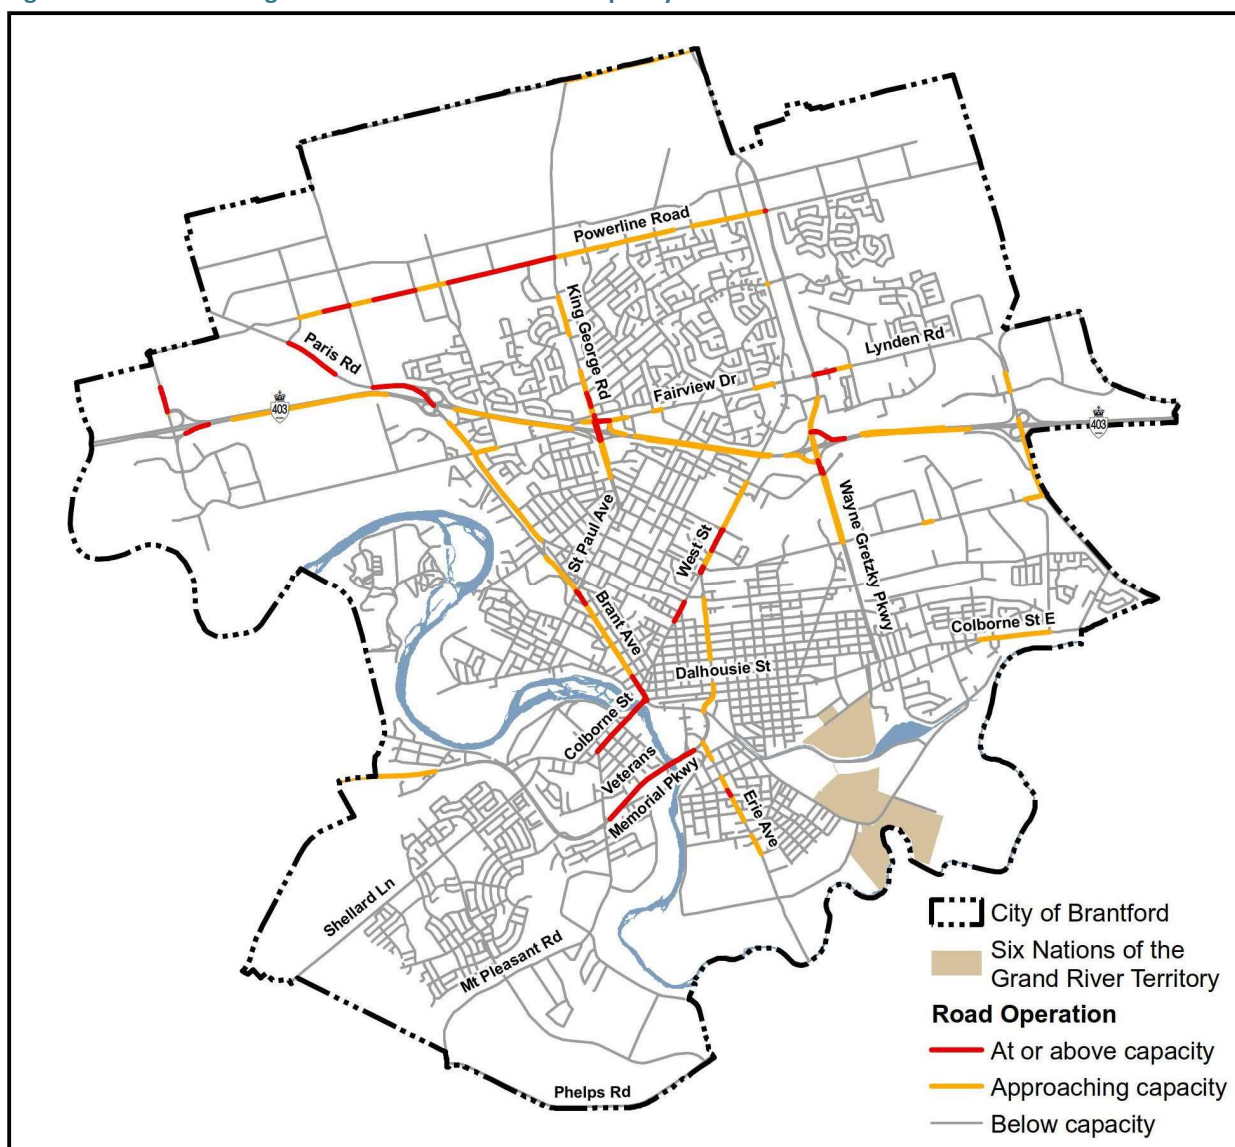 Powerline Road
King George Rd
Paris Rd
Lynden Rd
Fairview Dr
403
403
St Paul Ave
West St
Wayne Gretzky Pkwy
Brant Ave
Colborne St E
Dalhousie St
Colborne St
Veterans
Memorial Pkwy
Erie Ave
Shellard Ln
Mt Pleasant Rd
Phelps Rd
City of Brantford
Six Nations of the
Grand River Territory
Road Operation
At or above capacity
Approaching capacity
Below capacity